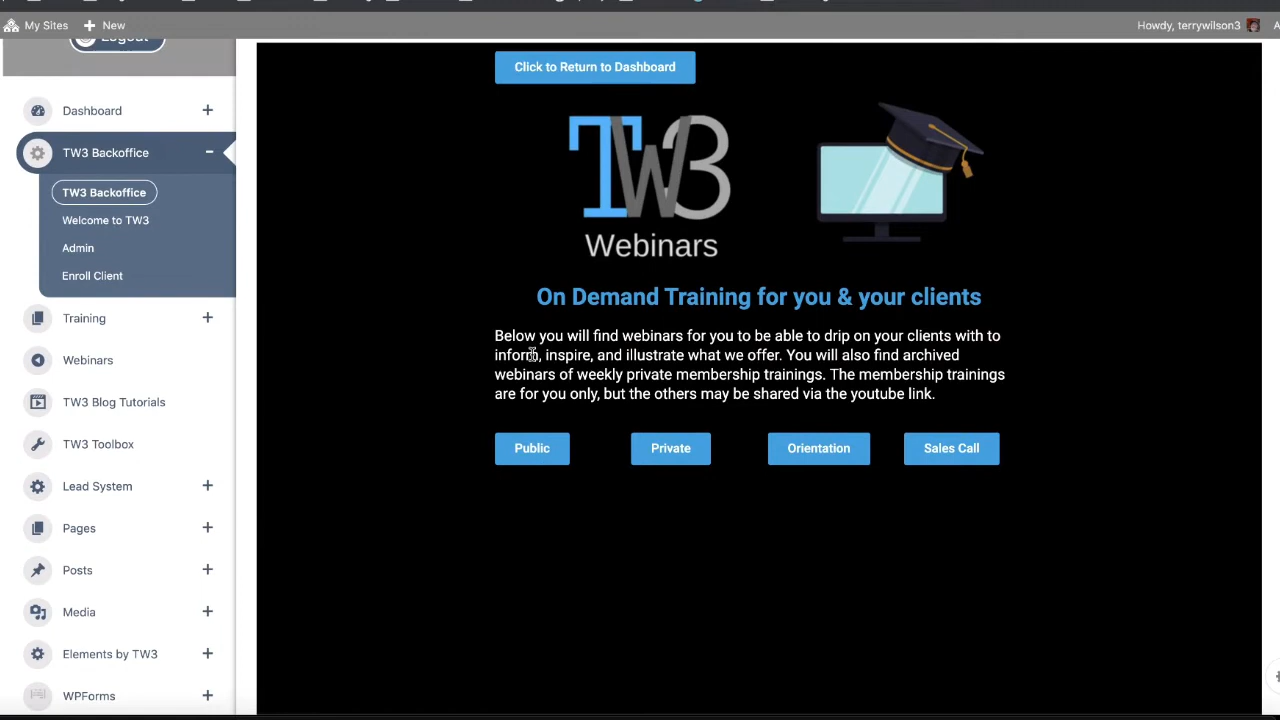 My Sites
New
Howdy, terrywilson3
Logout
Dashboard
TW3 Backoffice
TW3 Backoffice
Welcome to TW3
Admin
Enroll Client
Training
Webinars
TW3 Blog Tutorials
TW3 Toolbox
Lead System
Pages
Posts
Media
Elements by TW3
WPForms
Click to Return to Dashboard
TW3
Webinars
On Demand Training for you & your clients
Below you will find webinars for you to be able to drip on your clients with to
inform, inspire, and illustrate what we offer. You will also find archived
webinars of weekly private membership trainings. The membership trainings
are for you only, but the others may be shared via the youtube link.
Public
Private
Orientation
Sales Call